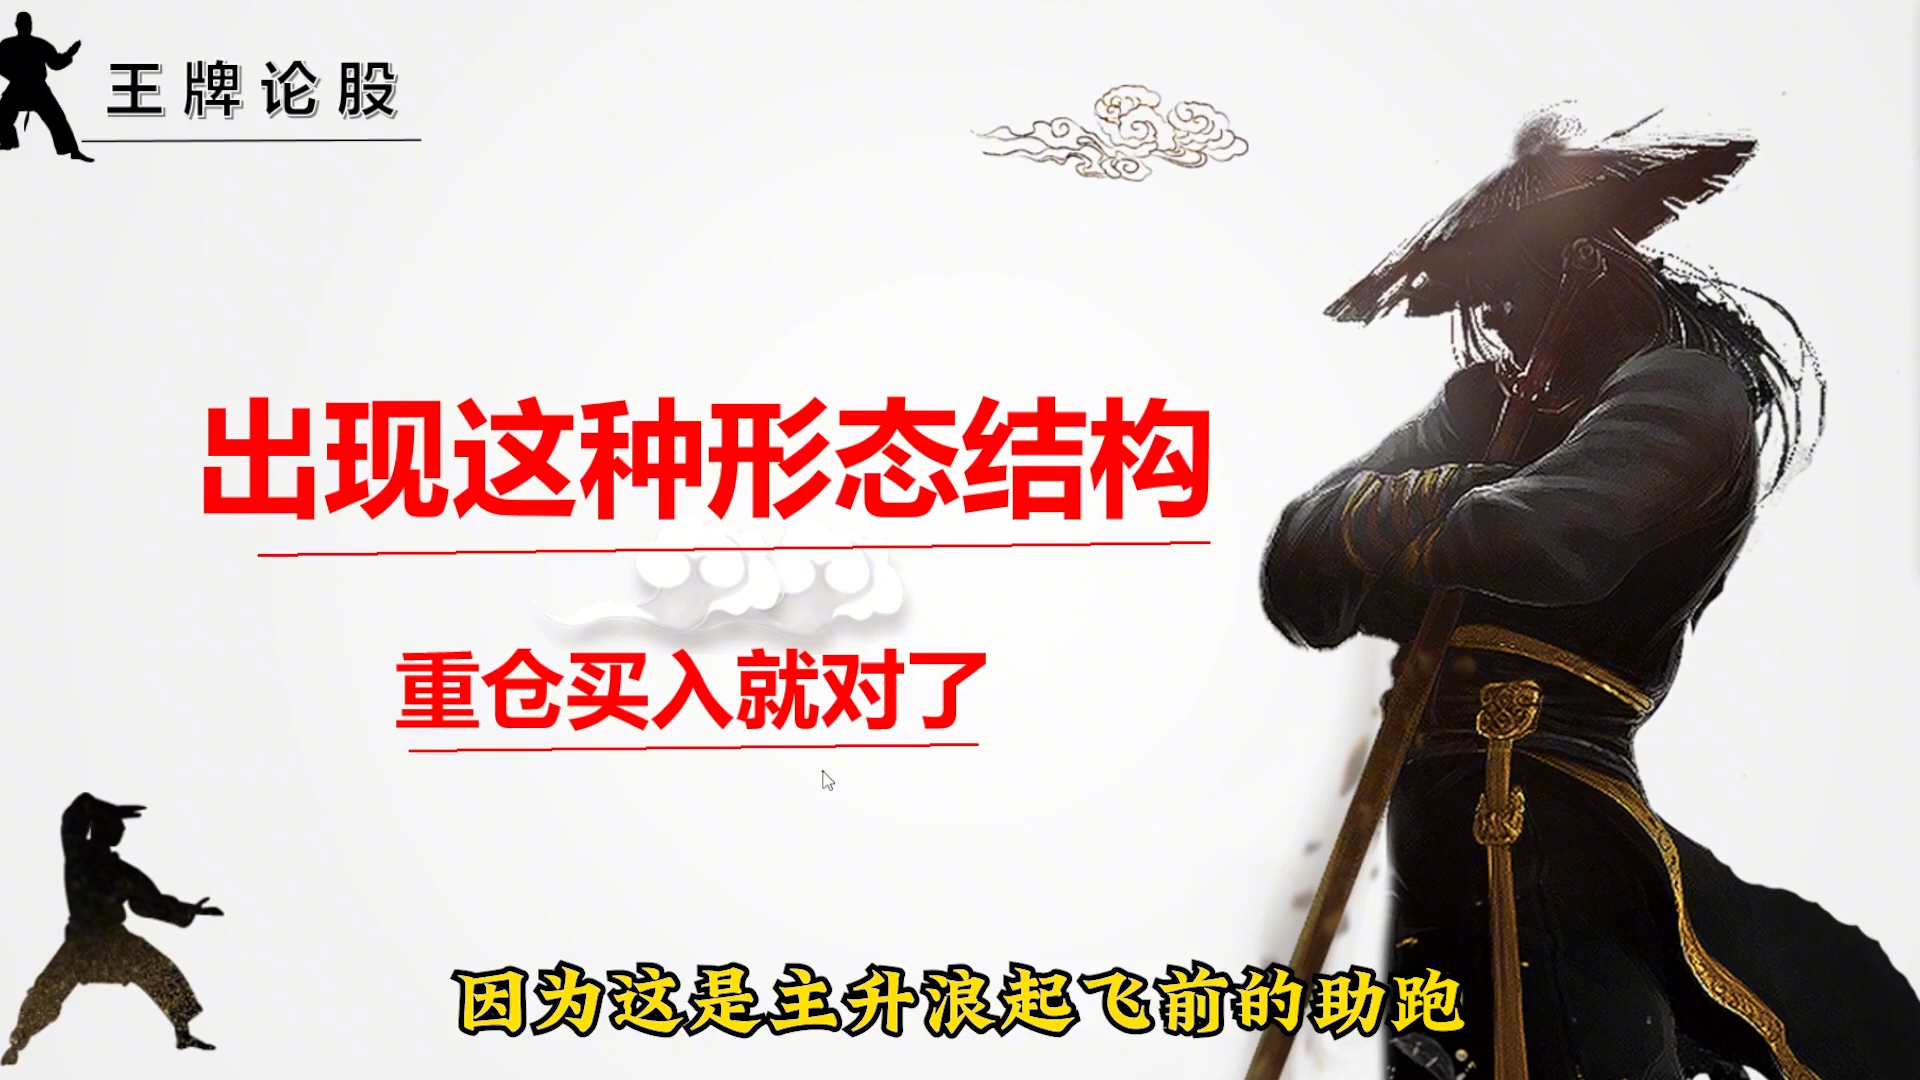 王牌论股
出现这种形态结构
重仓买入就对了
因为这是主升浪起飞前的助跑